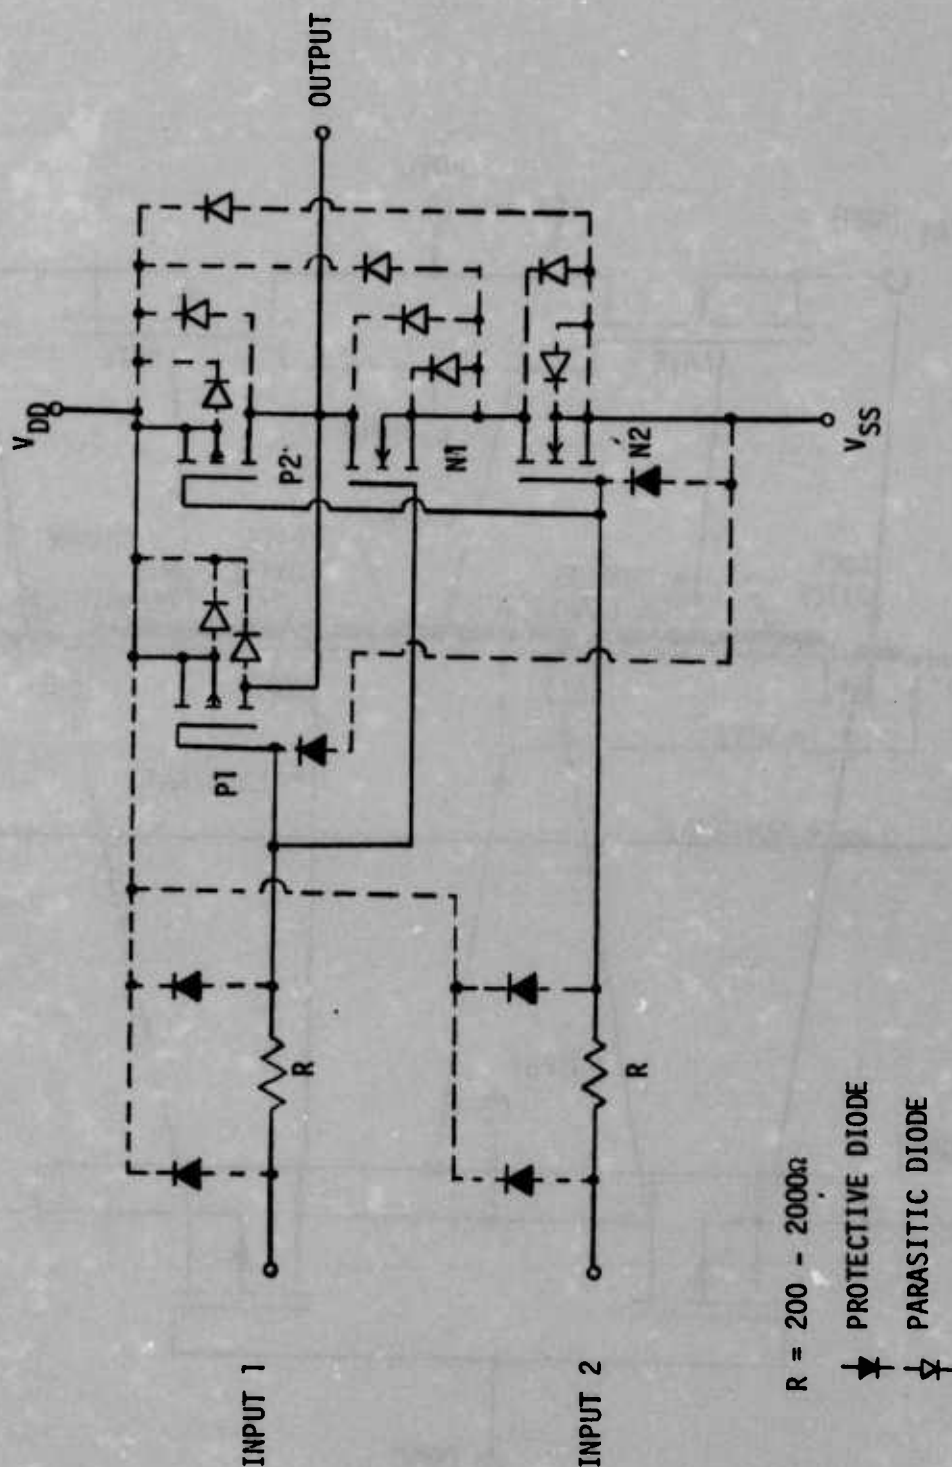 V_DD
OUTPUT
P2
P1
N1
N2
V_SS
INPUT 1
R
INPUT 2
R
R = 200 - 2000Ω
PROTECTIVE DIODE
PARASITIC DIODE